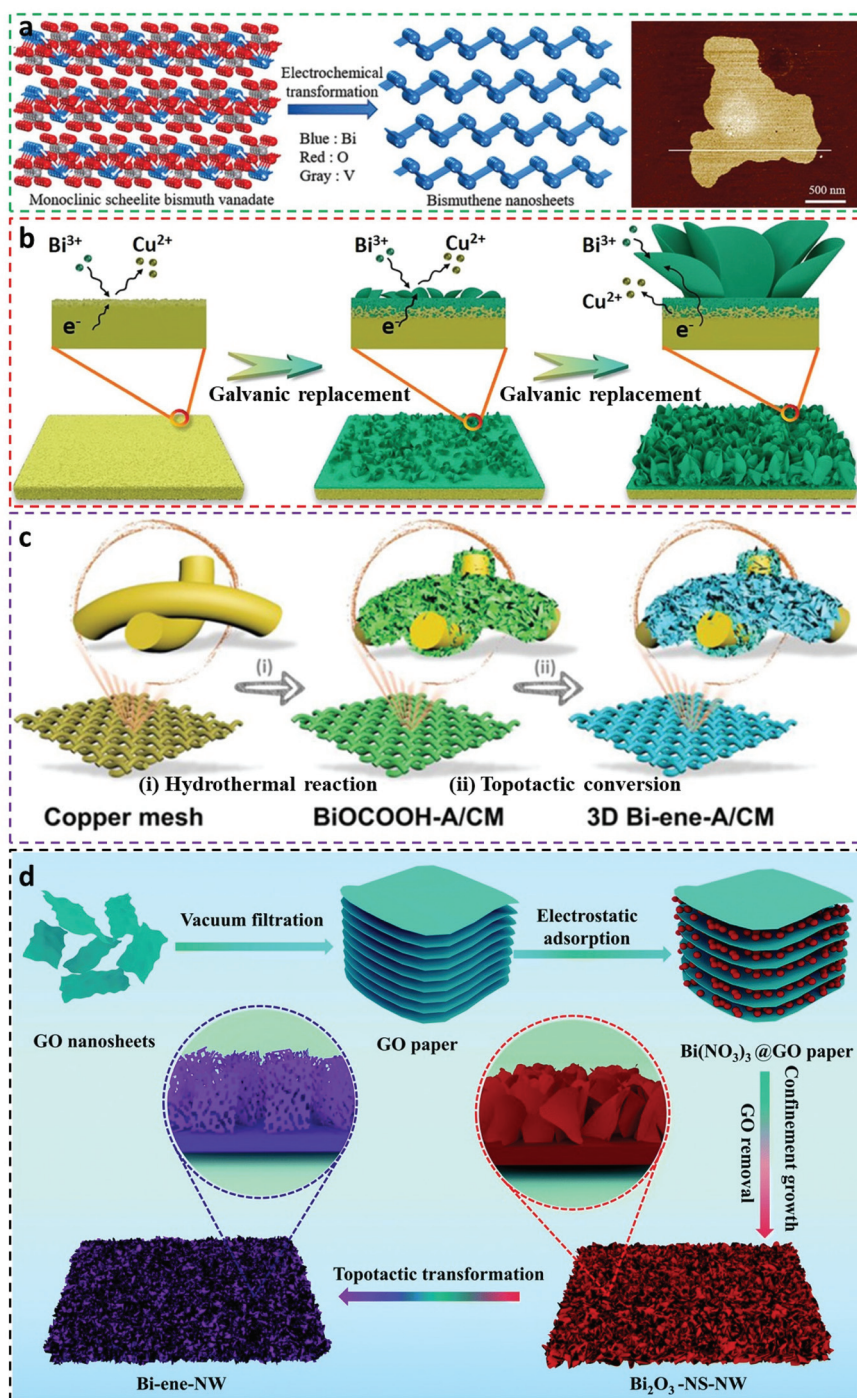 a
Electrochemical
transformation
Blue : Bi
Red : O
Gray : V
Monoclinic scheelite bismuth vanadate
Bismuthene nanosheets
500 nm
b
Bi³⁺
Cu²⁺
e⁻
Bi³⁺
Cu²⁺
e⁻
Bi³⁺
Cu²⁺
e⁻
Galvanic replacement
Galvanic replacement
c
(i)
(ii)
(i) Hydrothermal reaction
(ii) Topotactic conversion
Copper mesh
BiOCOOH-A/CM
3D Bi-ene-A/CM
d
Vacuum filtration
Electrostatic
adsorption
GO nanosheets
GO paper
Bi(NO₃)₃ @GO paper
Confinement growth
GO removal
Topotactic transformation
Bi-ene-NW
Bi₂O₃ -NS-NW